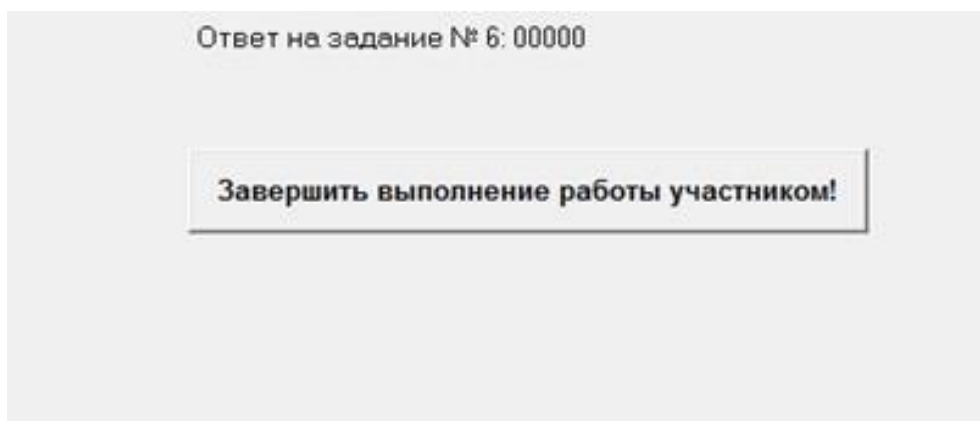 Ответ на задание № 6: 00000
Завершить выполнение работы участником!